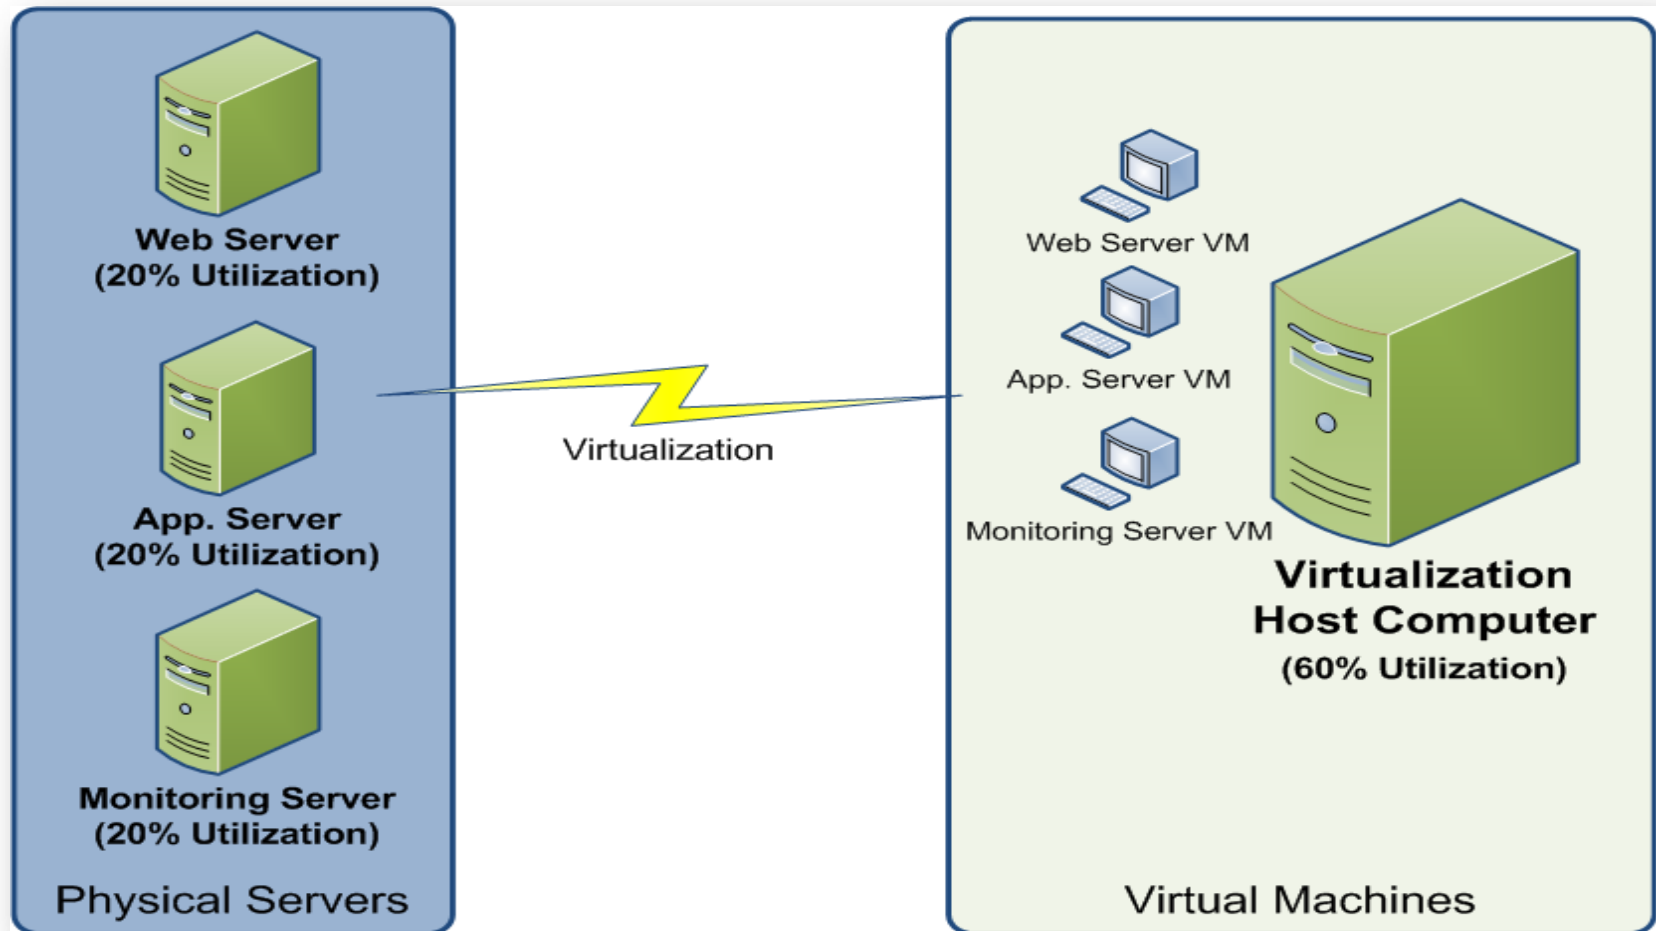 Web Server
(20% Utilization)
App. Server
(20% Utilization)
Monitoring Server
(20% Utilization)
Physical Servers
Virtualization
Web Server VM
App. Server VM
Monitoring Server VM
Virtualization
Host Computer
(60% Utilization)
Virtual Machines